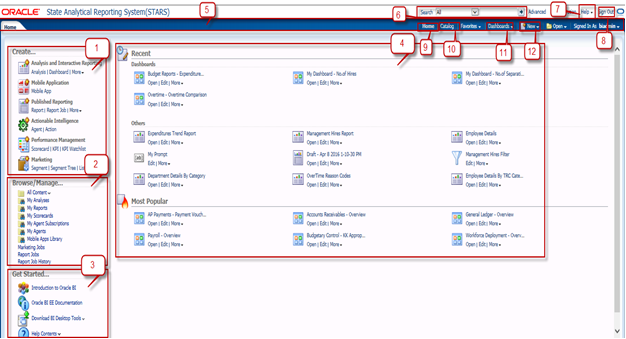 ORACLE State Analytical Reporting System(STARS)
6
Search All
Advanced
7
Help
Sign Out
5
Home
Home Catalog Favorites Dashboards New Open Signed In As
8
9
10
11
12
1
Create...
Analysis and Interactive Reporting
Analysis | Dashboard | More
Mobile Application
Mobile App
Published Reporting
Report | Report Job | More
Actionable Intelligence
Agent | Action
Performance Management
Scorecard | KPI | KPI Watchlist
Marketing
Segment | Segment Tree |
2
Browse/Manage...
All Content
My Analyses
My Reports
My Scorecards
My Agent Subscriptions
My Agents
Mobile Apps Library
Marketing Jobs
Report Jobs
Report Job History
3
Get Started...
Introduction to Oracle BI
Oracle BI EE Documentation
Download BI Desktop Tools
Help Contents
4
Recent
Dashboards
Budget Reports - Expenditure...
Open | Edit | More
My Dashboard - No.of Hires
Open | Edit | More
My Dashboard - No.of Separati...
Open | Edit | More
Overtime - Overtime Comparison
Open | Edit | More
Others
Expenditures Trend Report
Open | Edit | More
Management Hires Report
Open | Edit | More
Employee Details
Open | Edit | More
My Prompt
Edit | More
Draft - Apr 8 2016 1-10-30 PM
Open | Edit | More
Management Hires Filter
Edit | More
Department Details By Category
Open | Edit | More
OverTime Reason Codes
Open | Edit | More
Employee Details By TRC Cate...
Open | Edit | More
Most Popular
AP Payments - Payment Vouch...
Open | Edit | More
Accounts Receivables - Overview
Open | Edit | More
General Ledger - Overview
Open | Edit | More
Payroll - Overview
Open | Edit | More
Budgetary Control - KK Approp...
Open | Edit | More
Workforce Deployment - Overv...
Open | Edit | More